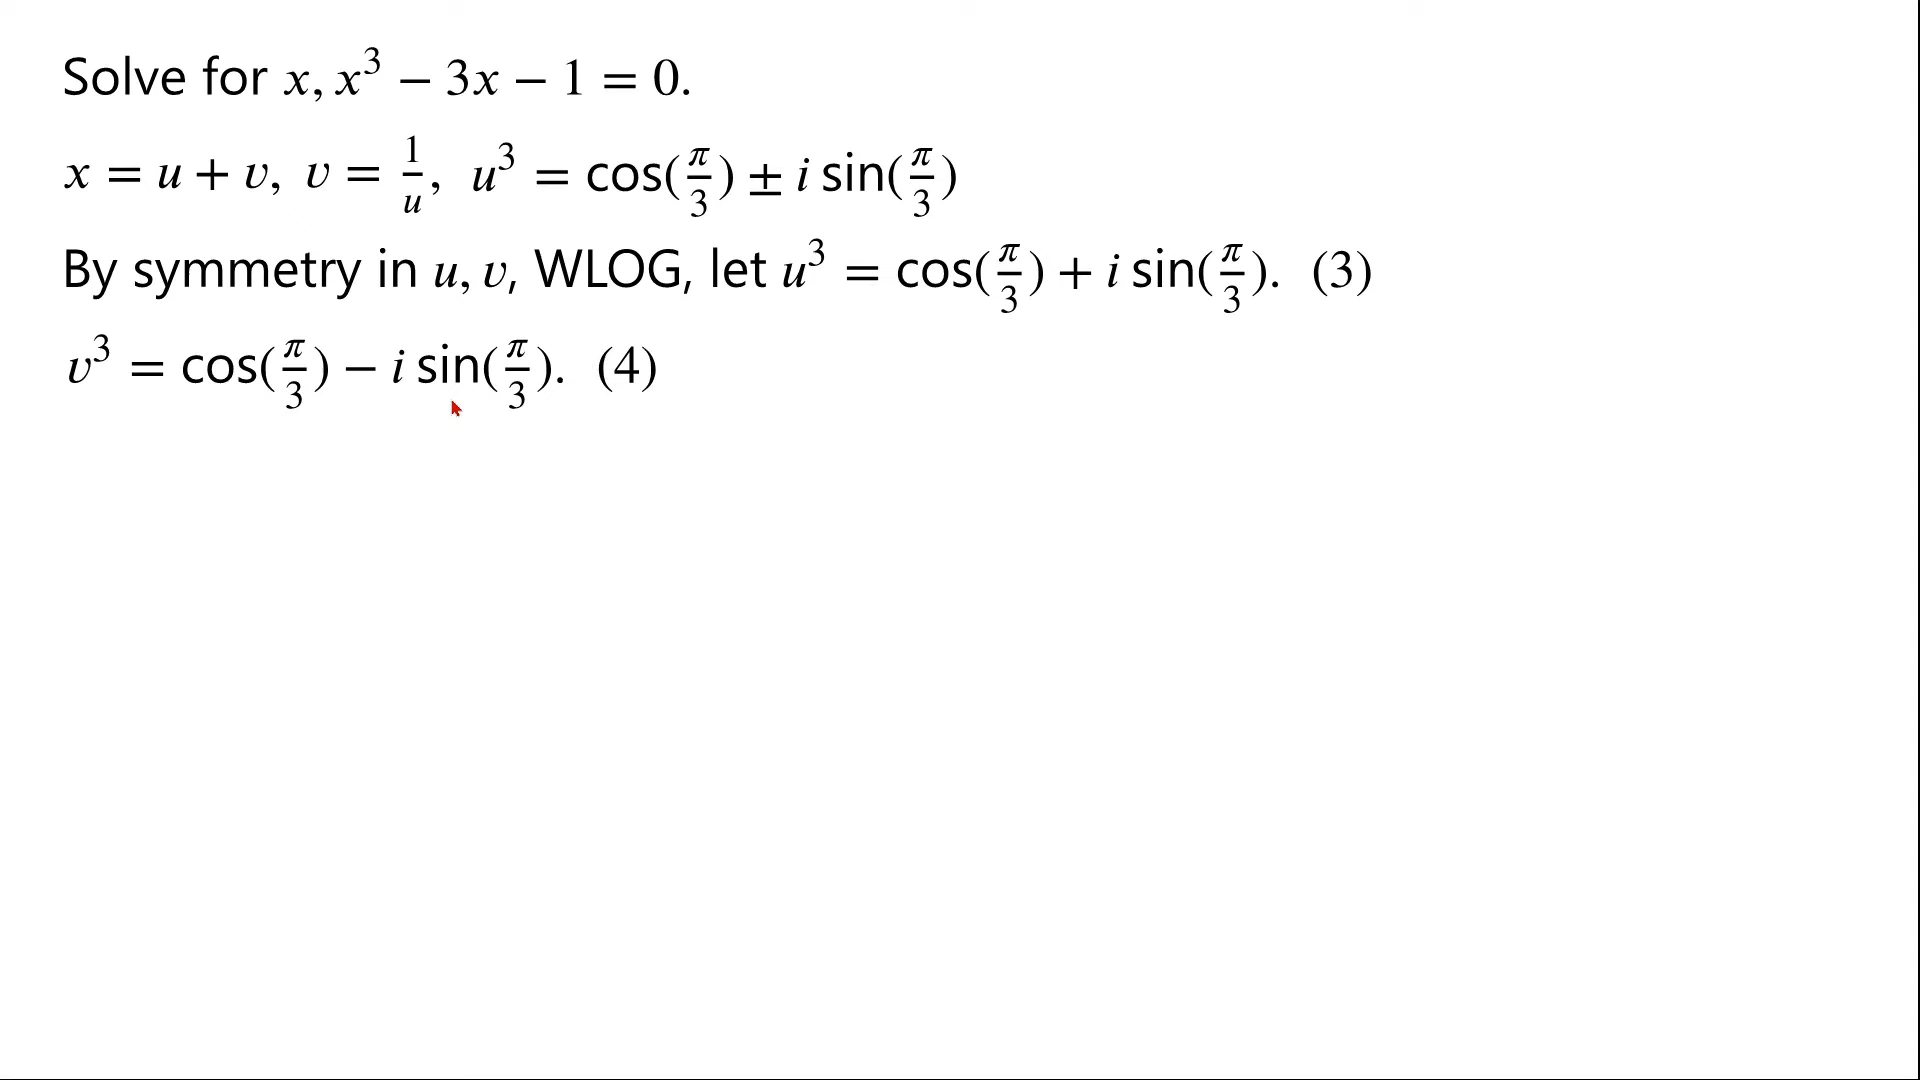 Solve for x, x³ − 3x − 1 = 0.
x = u + v, v = 1/u, u³ = cos(π/3) ± i sin(π/3)
By symmetry in u, v, WLOG, let u³ = cos(π/3) + i sin(π/3). (3)
v³ = cos(π/3) − i sin(π/3). (4)